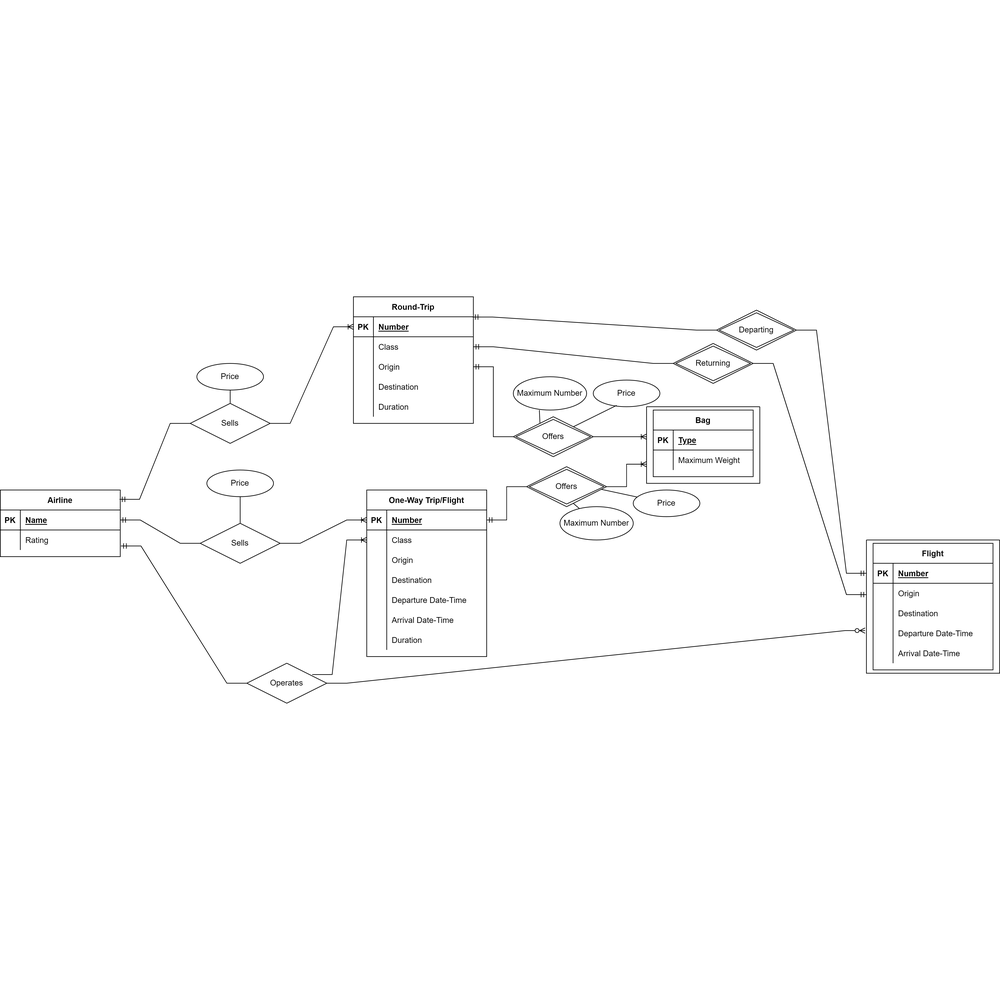 Round-Trip
PK Number
Class
Origin
Destination
Duration
Departing
Returning
Price
Sells
Maximum Number
Price
Offers
Bag
PK Type
Maximum Weight
Price
Sells
Airline
PK Name
Rating
One-Way Trip/Flight
PK Number
Class
Origin
Destination
Departure Date-Time
Arrival Date-Time
Duration
Offers
Price
Maximum Number
Flight
PK Number
Origin
Destination
Departure Date-Time
Arrival Date-Time
Operates